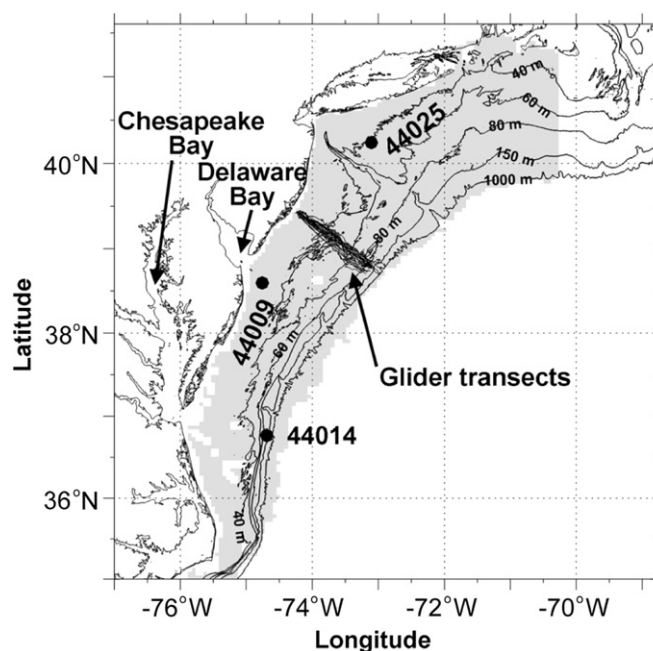 40 m
60 m
80 m
150 m
1000 m
Chesapeake
Bay
Delaware
Bay
44025
40°N
80 m
44009
38°N
60 m
Glider transects
44014
36°N
40 m
Latitude
-76°W
-74°W
-72°W
-70°W
Longitude